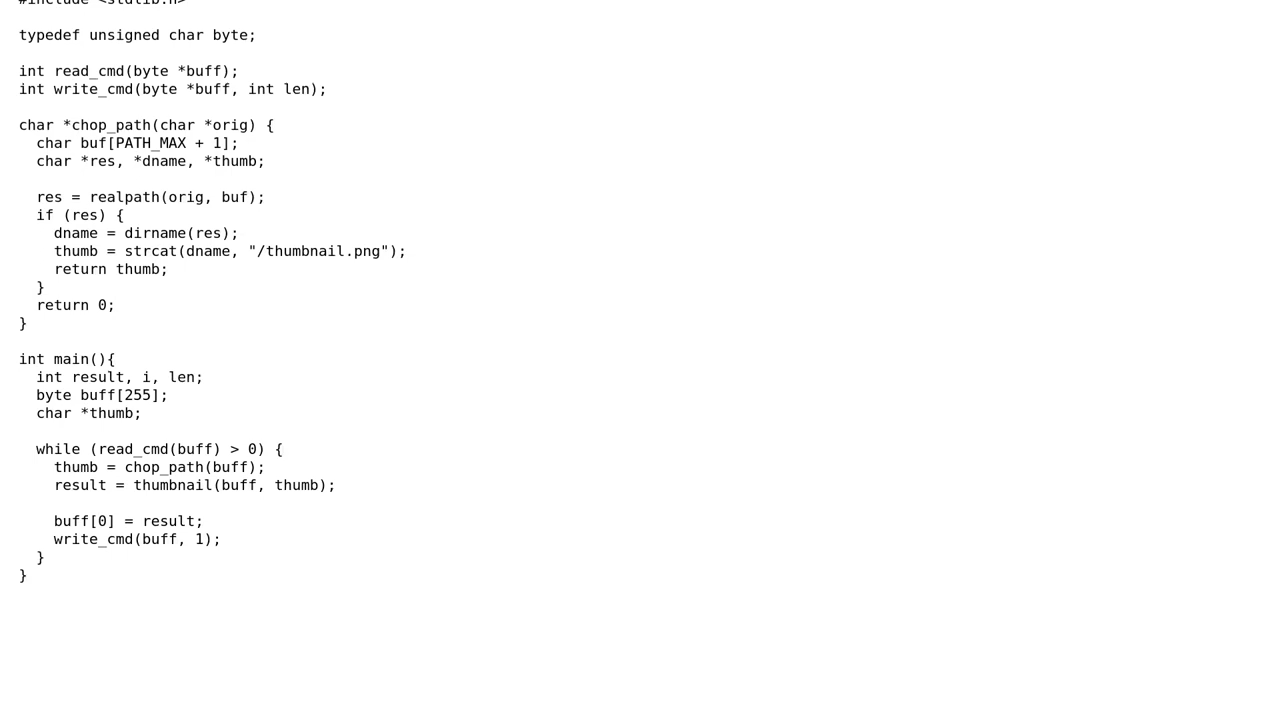 #include <stdlib.h>
typedef unsigned char byte;
int read_cmd(byte *buff);
int write_cmd(byte *buff, int len);
char *chop_path(char *orig) {
  char buf[PATH_MAX + 1];
  char *res, *dname, *thumb;
  res = realpath(orig, buf);
  if (res) {
    dname = dirname(res);
    thumb = strcat(dname, "/thumbnail.png");
    return thumb;
  }
  return 0;
}
int main(){
  int result, i, len;
  byte buff[255];
  char *thumb;
  while (read_cmd(buff) > 0) {
    thumb = chop_path(buff);
    result = thumbnail(buff, thumb);
    buff[0] = result;
    write_cmd(buff, 1);
  }
}